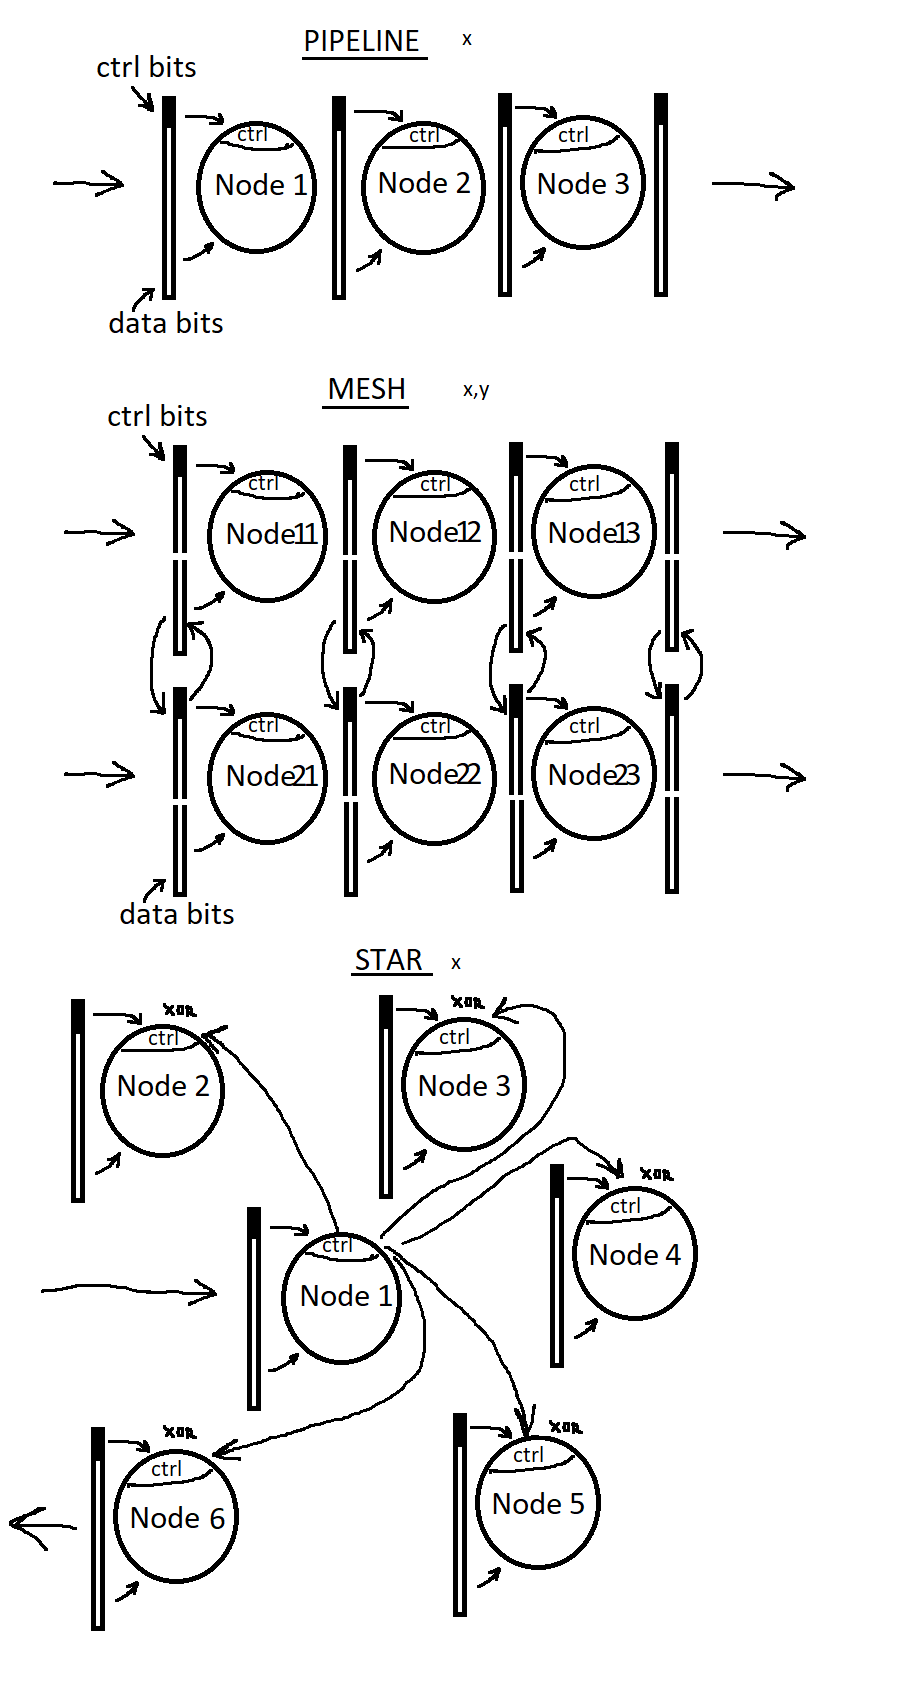 PIPELINE x
ctrl bits
ctrl ctrl ctrl
Node 1 Node 2 Node 3
data bits
MESH x,y
ctrl bits
ctrl ctrl ctrl
Node11 Node12 Node13
ctrl ctrl ctrl
Node21 Node22 Node23
data bits
STAR x
xor xor
ctrl ctrl
Node 2 Node 3
xor
ctrl
Node 4
ctrl
Node 1
xor xor
ctrl ctrl
Node 6 Node 5